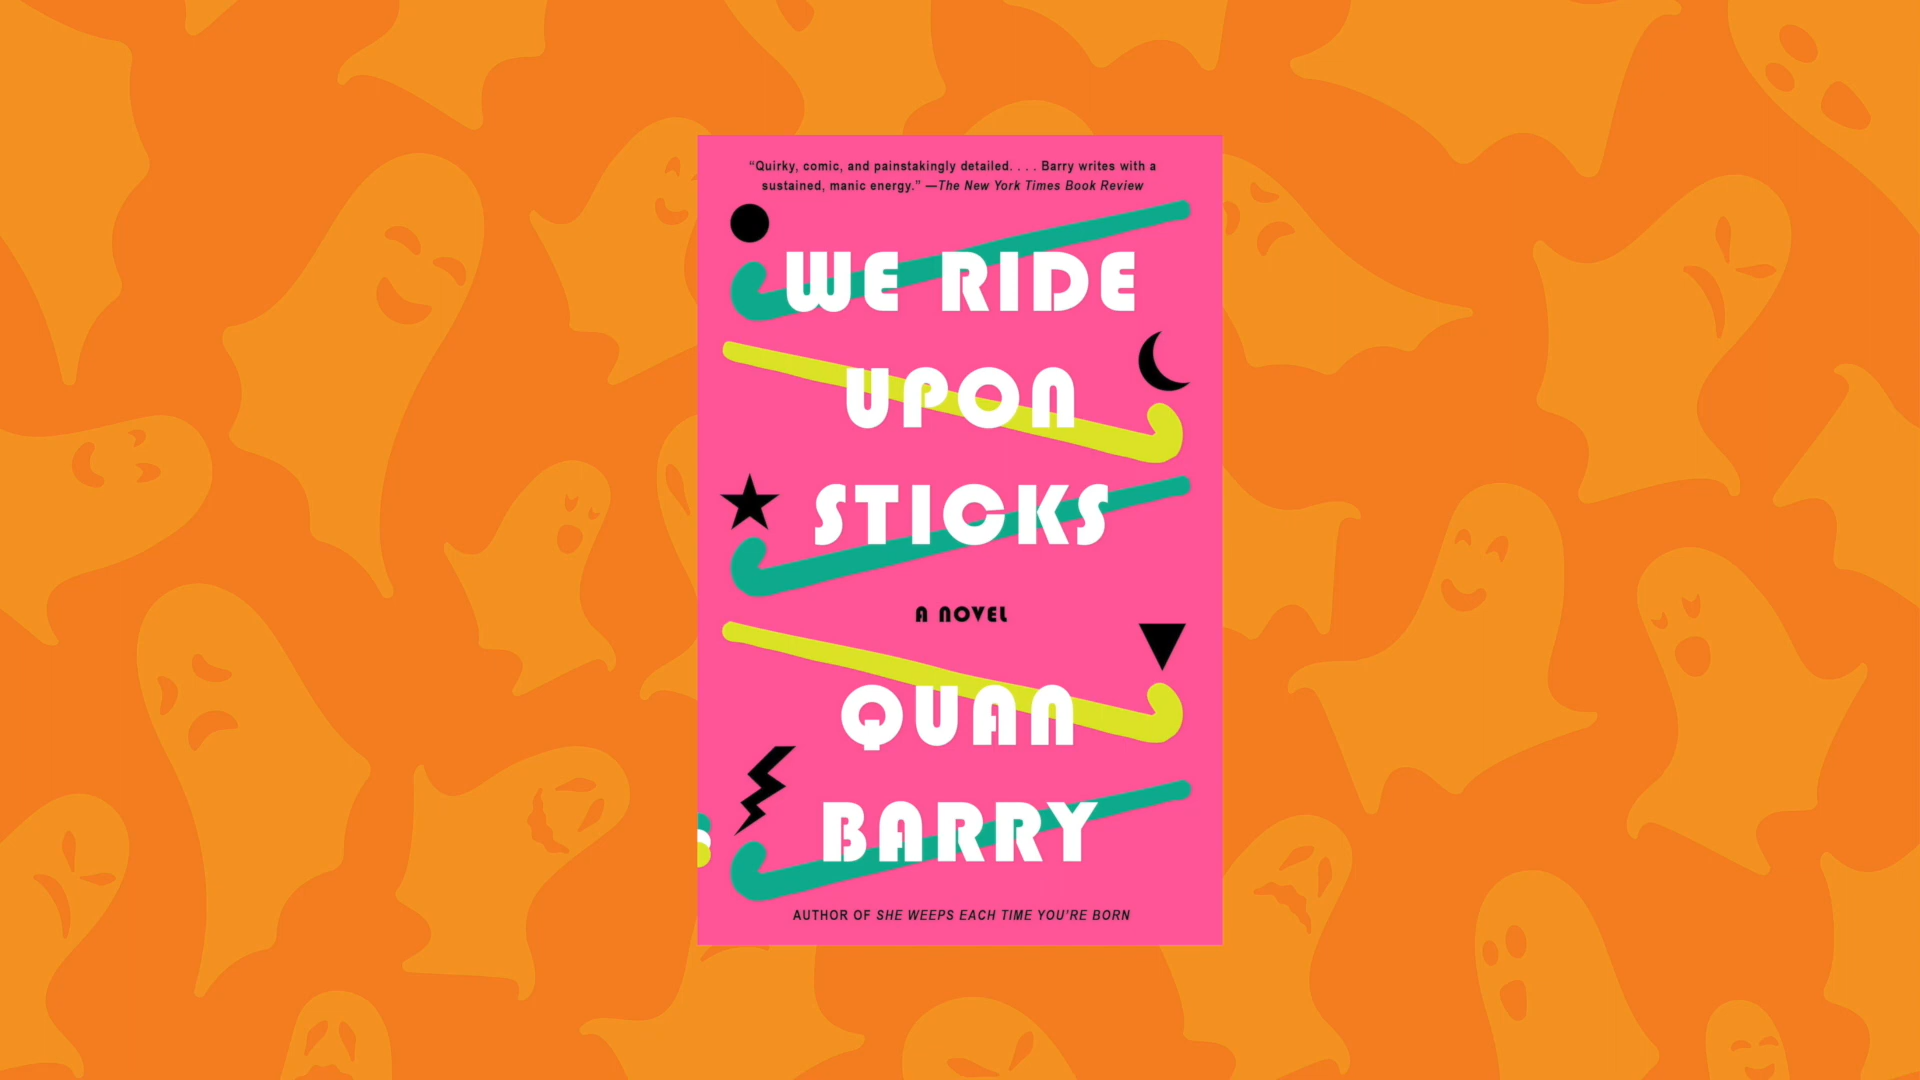 “Quirky, comic, and painstakingly detailed. . . . Barry writes with a
sustained, manic energy.” —The New York Times Book Review
WE RIDE
UPON
STICKS
A NOVEL
QUAN
BARRY
AUTHOR OF SHE WEEPS EACH TIME YOU’RE BORN